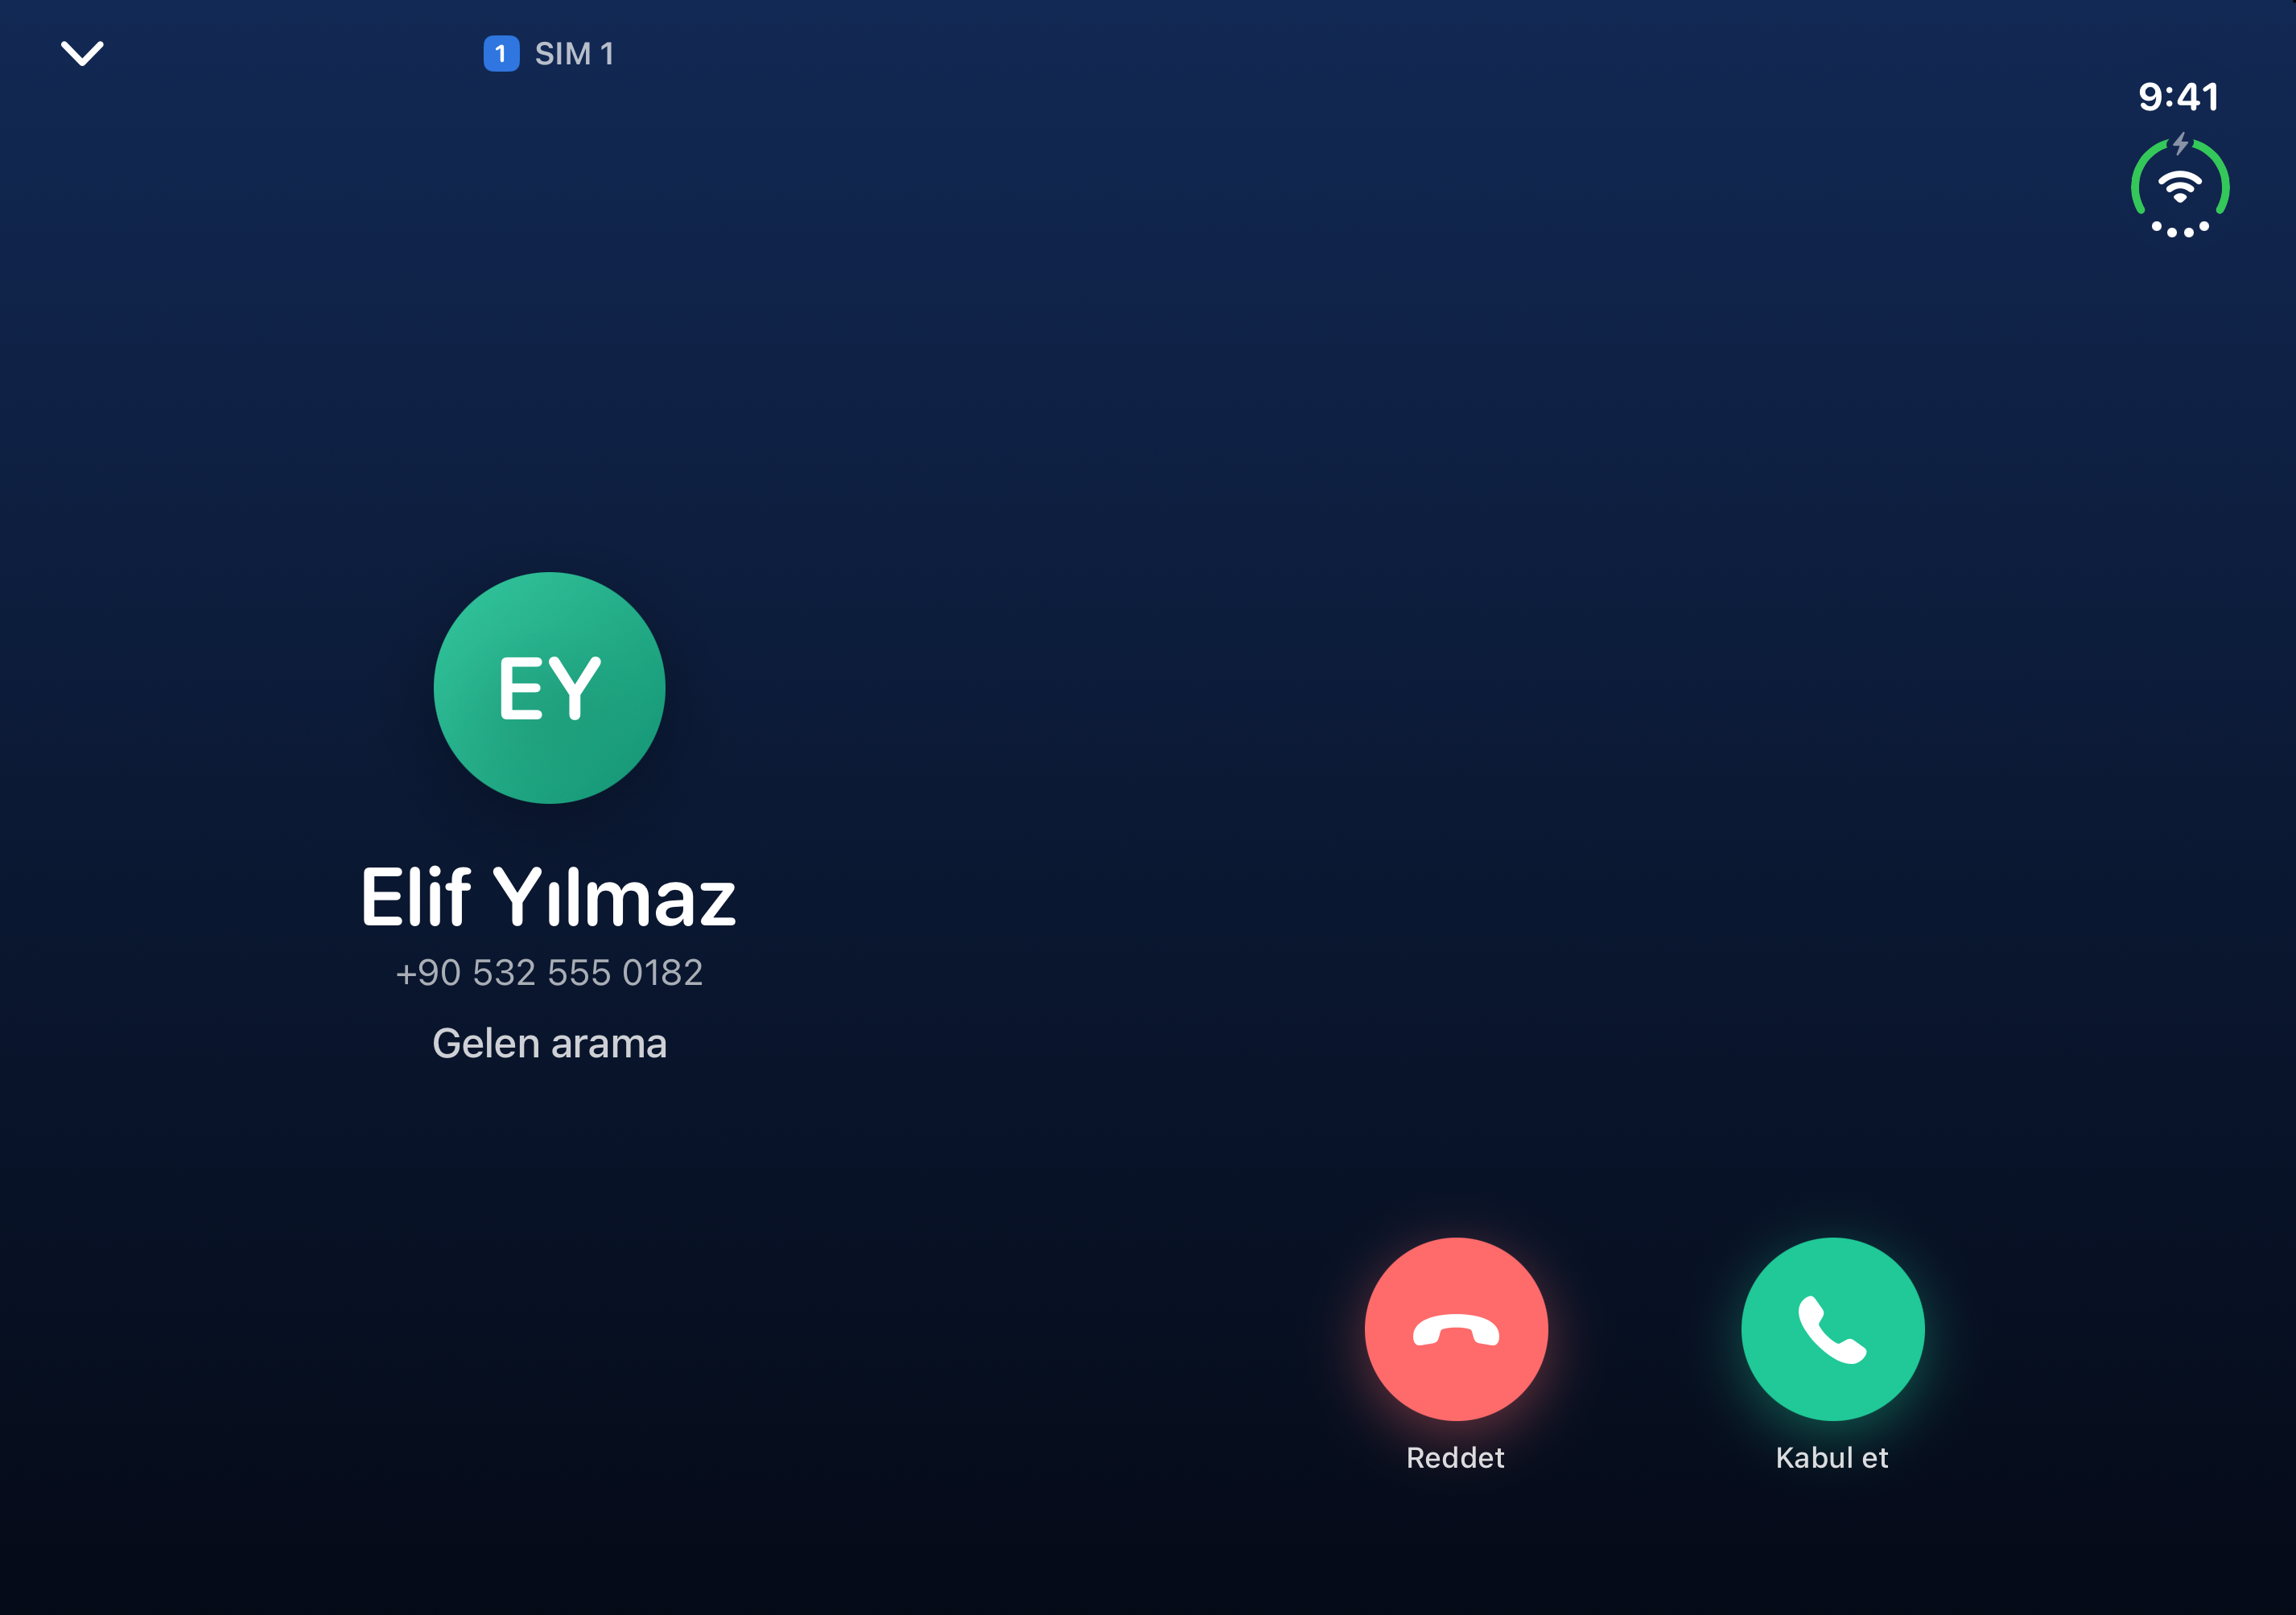 1 SIM 1
9:41
EY
Elif Yılmaz
+90 532 555 0182
Gelen arama
Reddet
Kabul et